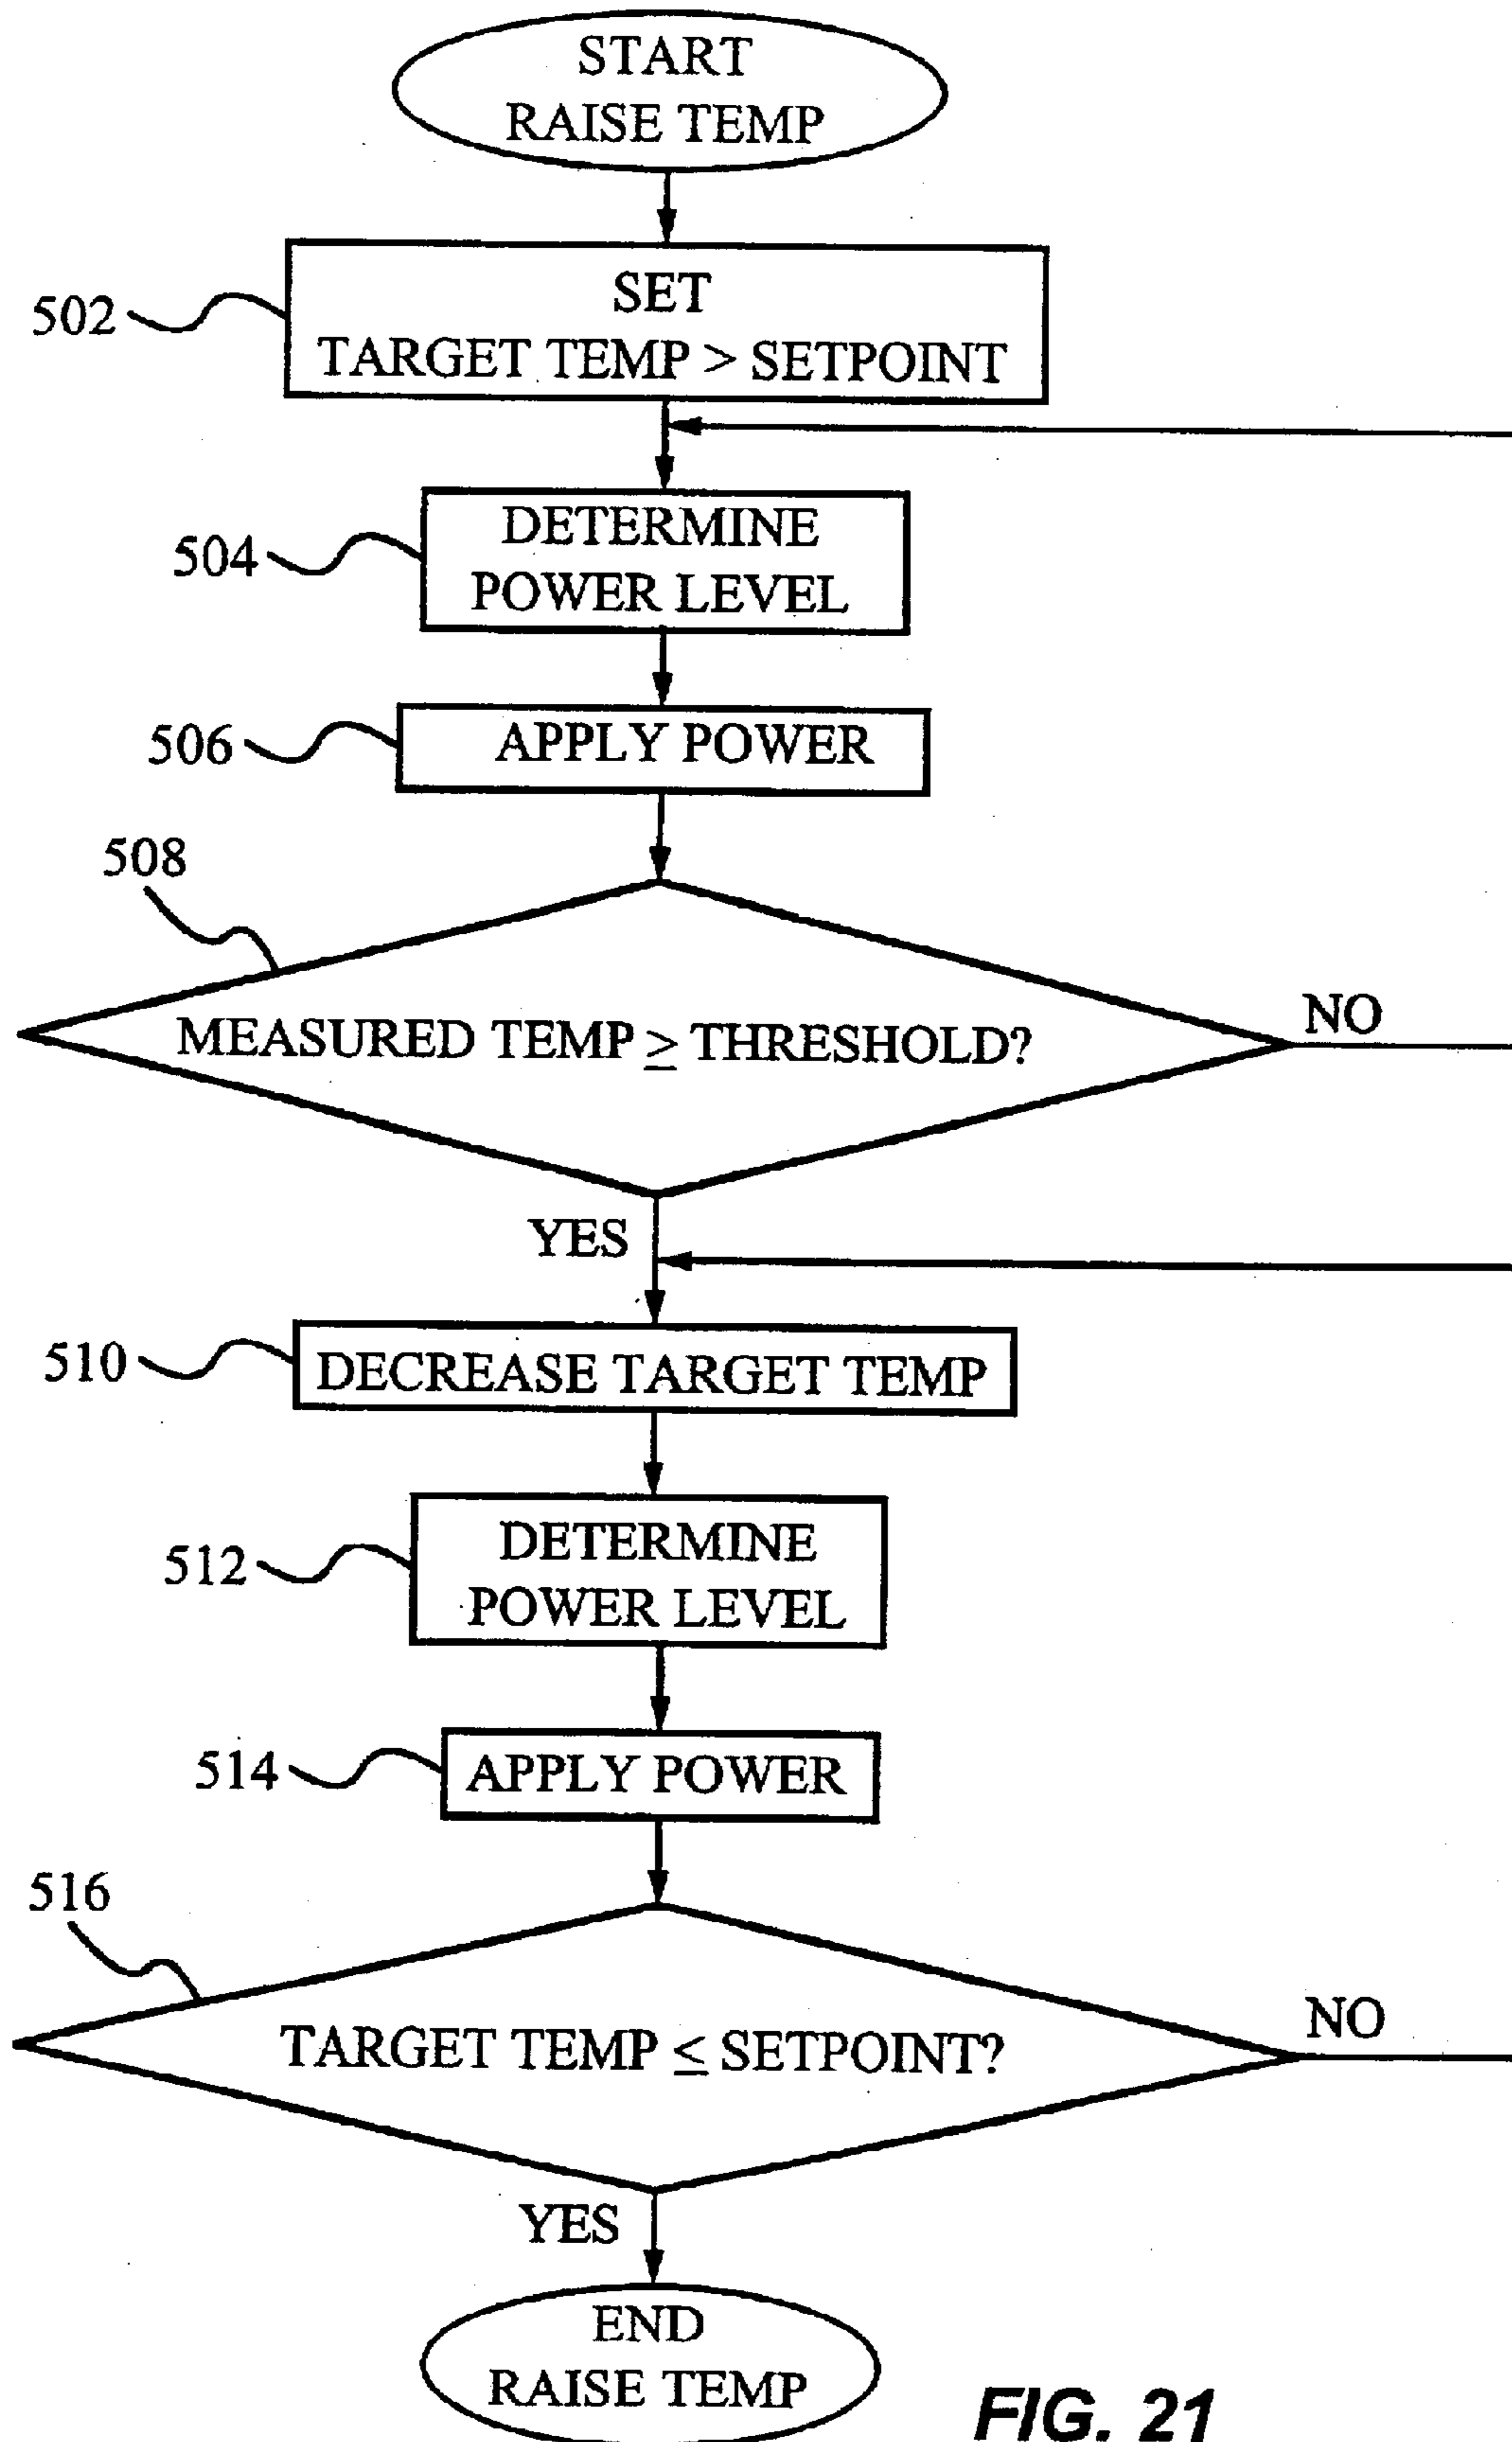 START
RAISE TEMP
502
SET
TARGET TEMP > SETPOINT
504
DETERMINE
POWER LEVEL
506
APPLY POWER
508
MEASURED TEMP ≥ THRESHOLD?
NO
YES
510
DECREASE TARGET TEMP
512
DETERMINE
POWER LEVEL
514
APPLY POWER
516
TARGET TEMP ≤ SETPOINT?
NO
YES
END
RAISE TEMP
FIG. 21